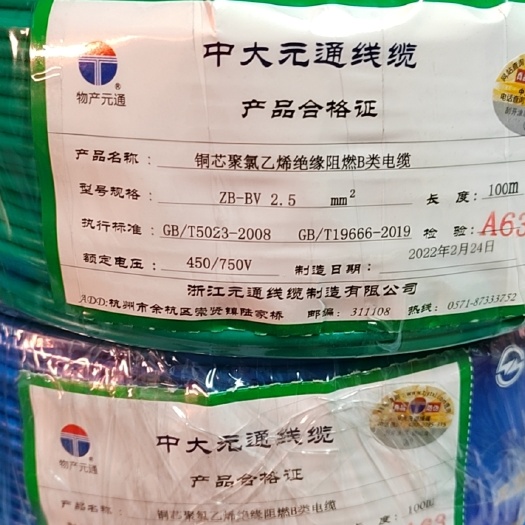 中大元通线缆
物产元通
产品合格证
产品名称： 铜芯聚氯乙烯绝缘阻燃B类电缆
型号规格： ZB-BV 2.5 mm² 长 度：100m
执行标准：GB/T5023-2008 GB/T19666-2019 检 验：A63
额定电压： 450/750V 制造日期： 2022年2月24日
浙江元通线缆制造有限公司
ADD:杭州市余杭区崇贤镇陆家桥 邮编：311108 热线：0571-87333752
中大元通线缆
物产元通
产品合格证
铜芯聚氯乙烯绝缘阻燃B类电缆
长 度：